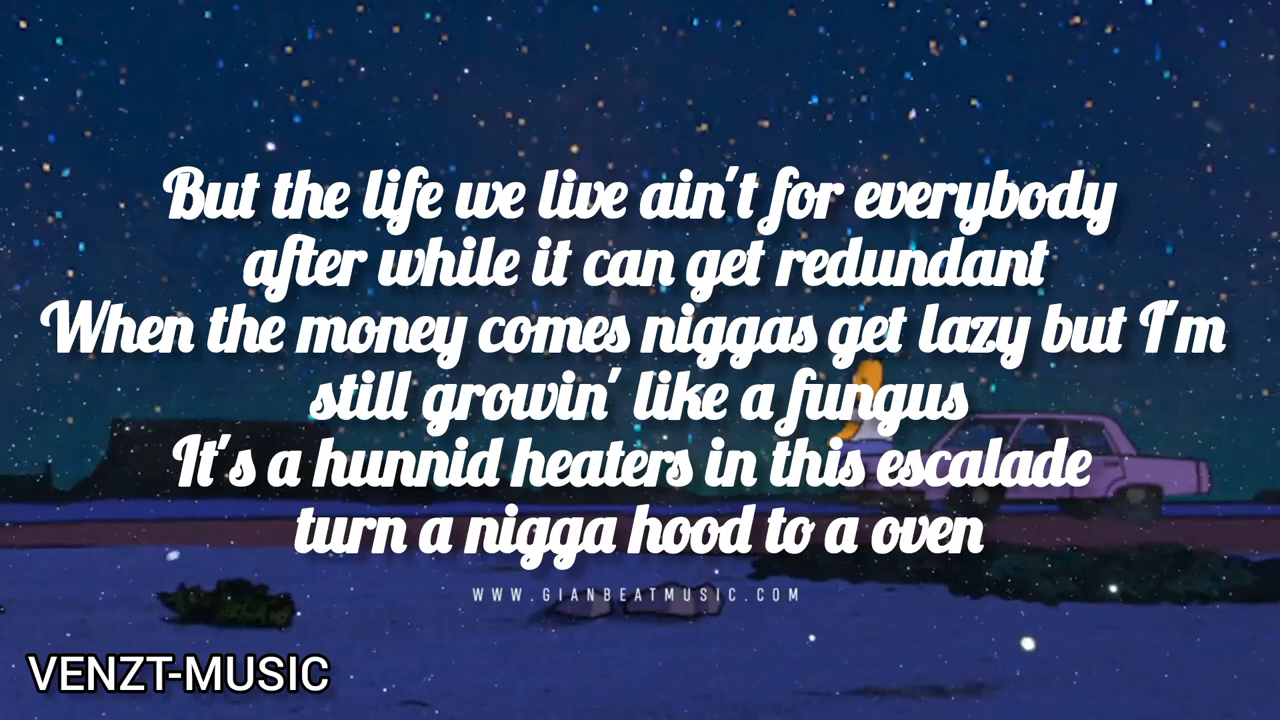 But the life we live ain't for everybody
after while it can get redundant
When the money comes niggas get lazy but I'm
still growin' like a fungus
It's a hunnid heaters in this escalade
turn a nigga hood to a oven
WWW.GIANBEATMUSIC.COM
VENZT-MUSIC